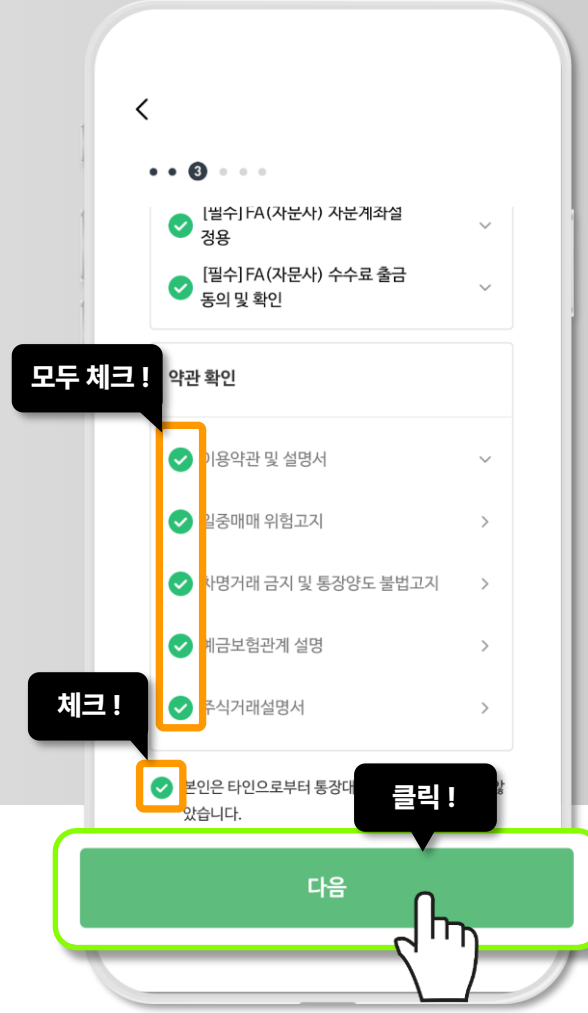 3
[필수] FA(자문사) 자문계좌설
정용
[필수] FA(자문사) 수수료 출금
동의 및 확인
모두 체크 !
약관 확인
이용약관 및 설명서
일중매매 위험고지
차명거래 금지 및 통장양도 불법고지
예금보험관계 설명
주식거래설명서
체크 !
본인은 타인으로부터 통장대
클릭 !
않
았습니다.
다음